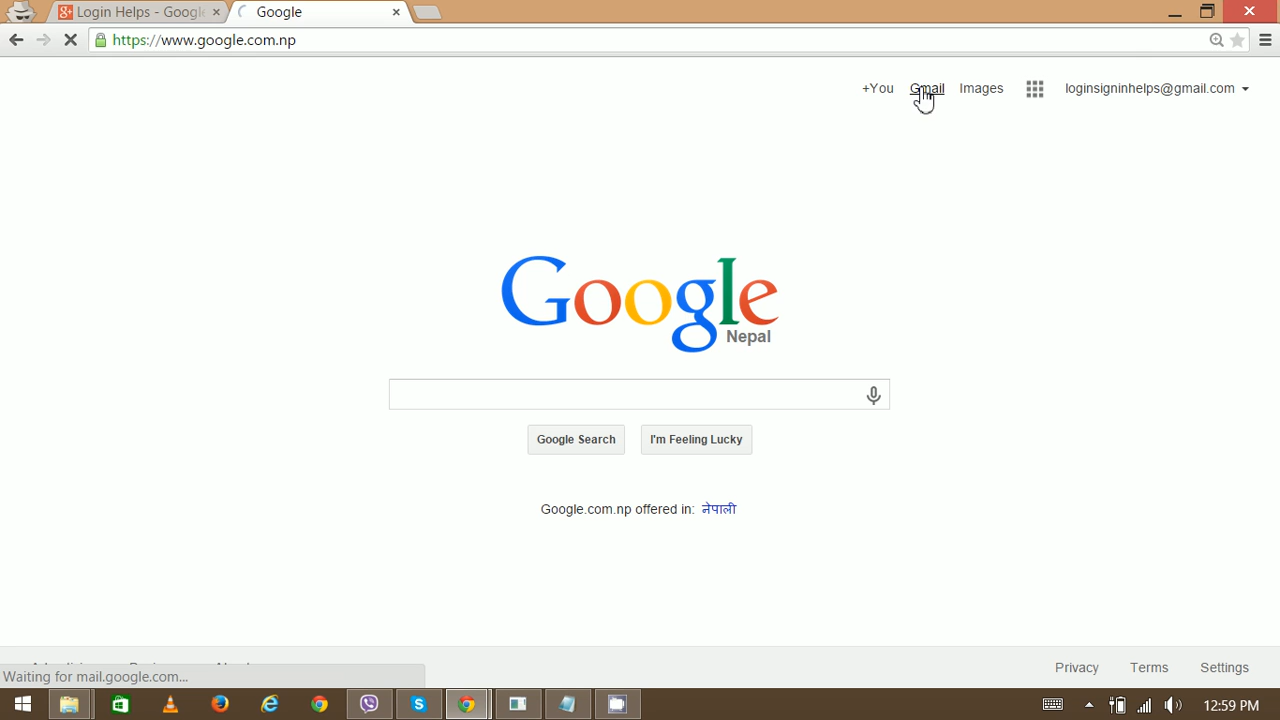 Login Helps - Google
Google
https://www.google.com.np
+You Gmail Images loginsigninhelps@gmail.com
Google
Nepal
Google Search I'm Feeling Lucky
Google.com.np offered in: नेपाली
Privacy Terms Settings
Waiting for mail.google.com...
12:59 PM